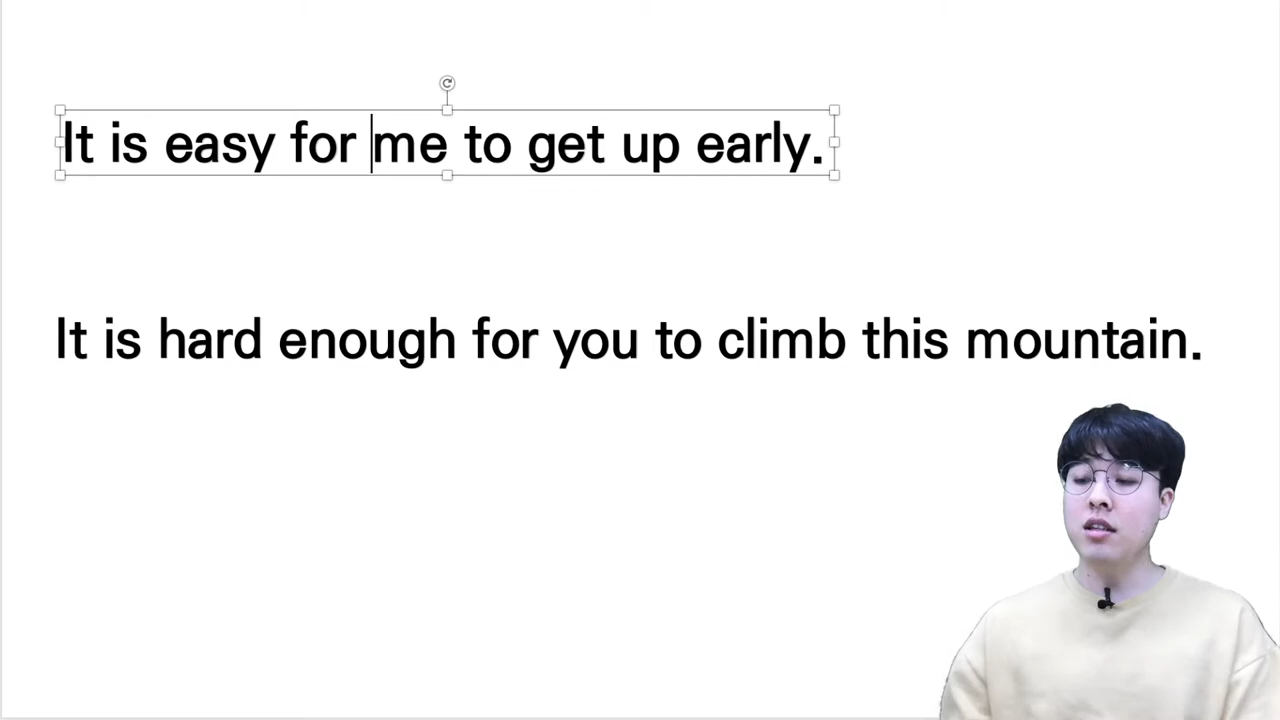 It is easy for me to get up early.
It is hard enough for you to climb this mountain.